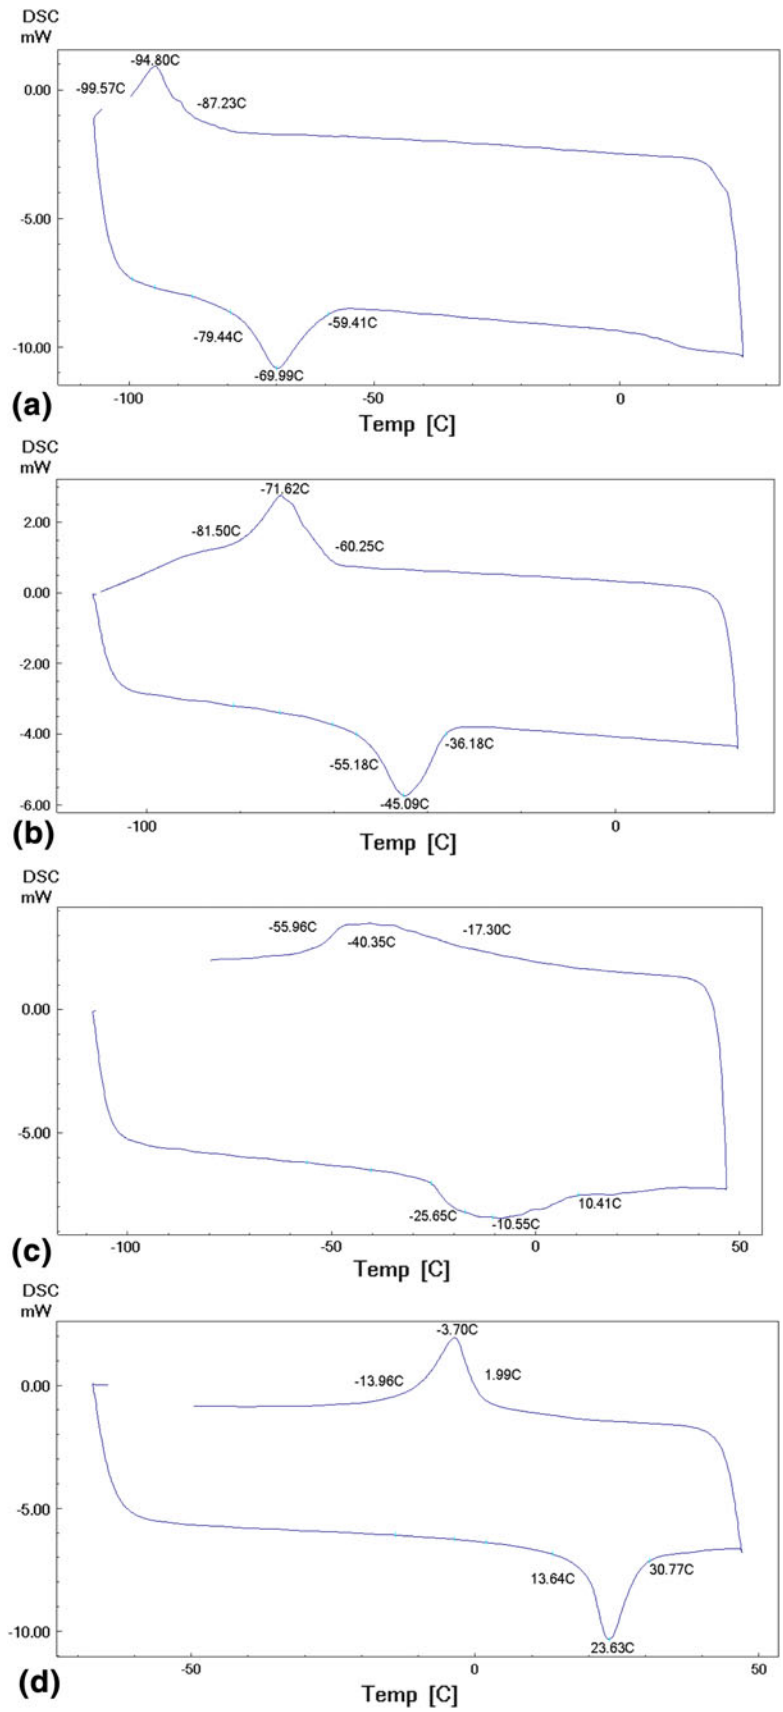 DSC
mW
-94.80C
0.00
-99.57C
-87.23C
-5.00
-79.44C
-59.41C
-10.00
-69.99C
(a)
-100
-50
0
Temp [C]
DSC
mW
-71.62C
2.00
-81.50C
-60.25C
0.00
-2.00
-4.00
-55.18C
-36.18C
-6.00
-45.09C
(b)
-100
0
Temp [C]
DSC
mW
-55.96C
-40.35C
-17.30C
0.00
-5.00
-25.65C
-10.55C
10.41C
(c)
-100
-50
0
50
Temp [C]
DSC
mW
-3.70C
0.00
-13.96C
1.99C
-5.00
13.64C
30.77C
-10.00
23.63C
(d)
-50
0
50
Temp [C]